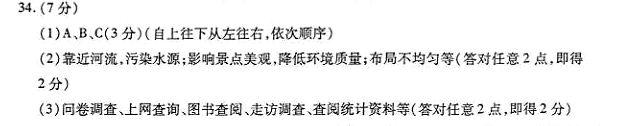 34.(7分)
(1)A、B、C(3分)(自上往下从左往右,依次顺序)
(2)靠近河流,污染水源;影响景点美观,降低环境质量;布局不均匀等(答对任意2点,即得
2分)
(3)问卷调查、上网查询、图书查阅、走访调查、查阅统计资料等(答对任意2点,即得2分)